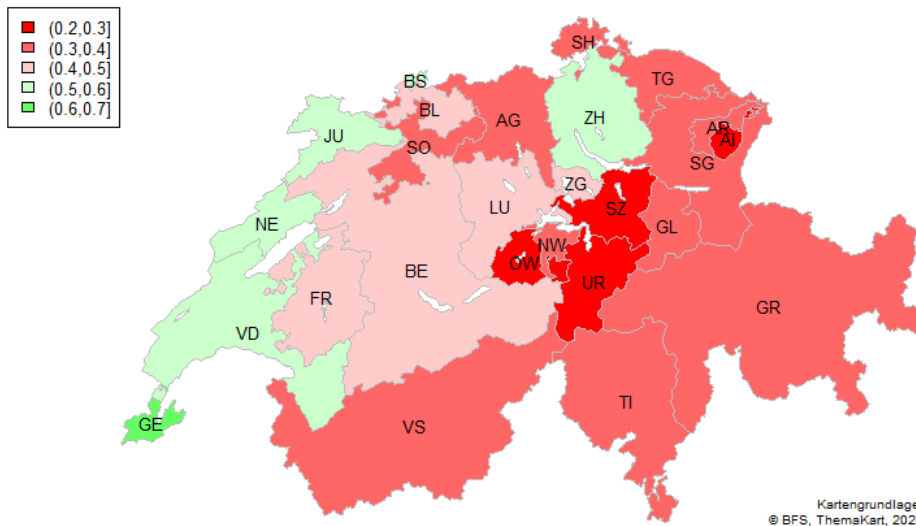 (0.2,0.3]
(0.3,0.4]
(0.4,0.5]
(0.5,0.6]
(0.6,0.7]
SH
TG
BS
BL
AG
ZH
AR
AI
JU
SO
SG
ZG
LU
SZ
NE
NW
GL
OW
BE
UR
FR
GR
VD
TI
GE
VS
Kartengrundlage
© BFS, ThemaKart, 202